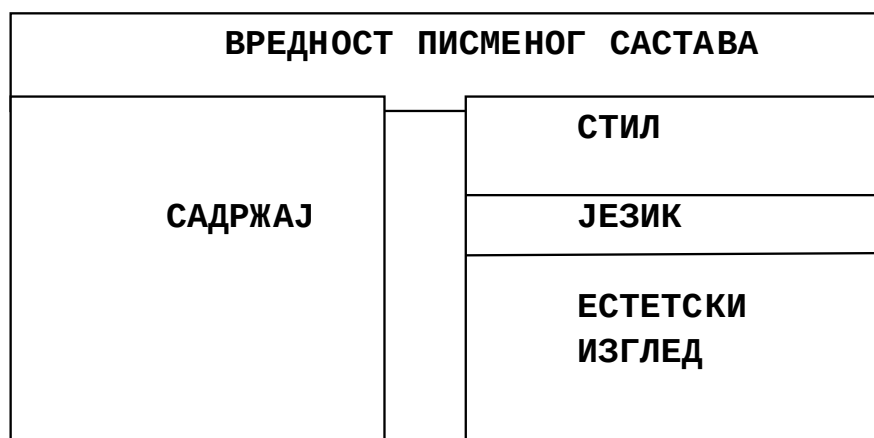 ВРЕДНОСТ ПИСМЕНОГ САСТАВА
СТИЛ
САДРЖАЈ
ЈЕЗИК
ЕСТЕТСКИ
ИЗГЛЕД